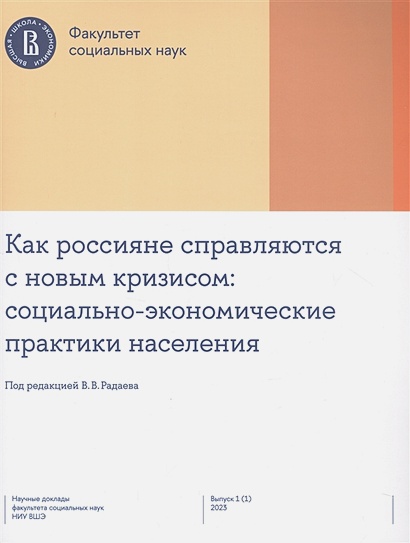 ВЫСШАЯ ШКОЛА ЭКОНОМИКИ
Факультет
социальных наук
Как россияне справляются
с новым кризисом:
социально-экономические
практики населения
Под редакцией В. В. Радаева
Научные доклады
факультета социальных наук
НИУ ВШЭ
Выпуск 1 (1)
2023